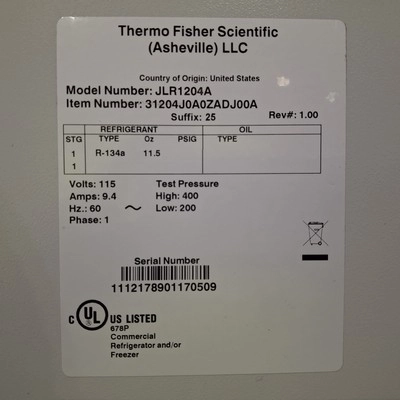 Thermo Fisher Scientific
(Asheville) LLC
Country of Origin: United States
Model Number: JLR1204A
Item Number: 31204J0A0ZADJ00A
Suffix: 25 Rev#: 1.00
REFRIGERANT OIL
STG TYPE Oz PSIG TYPE
1 R-134a 11.5
1
Volts: 115 Test Pressure
Amps: 9.4 High: 400
Hz.: 60 ~ Low: 200
Phase: 1
Serial Number
1112178901170509
C UL US LISTED
678P
Commercial
Refrigerator and/or
Freezer